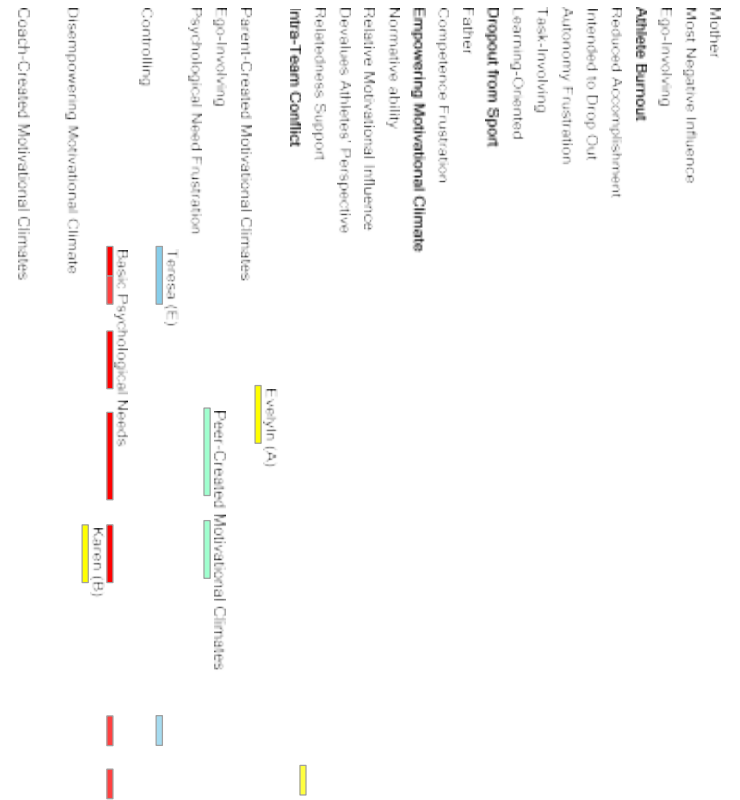 Mother
Most Negative Influence
Ego-Involving
Athlete Burnout
Reduced Accomplishment
Intended to Drop Out
Autonomy Frustration
Task-Involving
Learning-Oriented
Dropout from Sport
Father
Competence Frustration
Empowering Motivational Climate
Normative ability
Relative Motivational Influence
Devalues Athletes' Perspective
Relatedness Support
Intra-Team Conflict
Evelyln (A)
Parent-Created Motivational Climates
Ego-Involving
Peer-Created Motivational Climates
Psychological Need Frustration
Teresa (E)
Controlling
Basic Psychological Needs
Karen (B)
Disempowering Motivational Climate
Coach-Created Motivational Climates